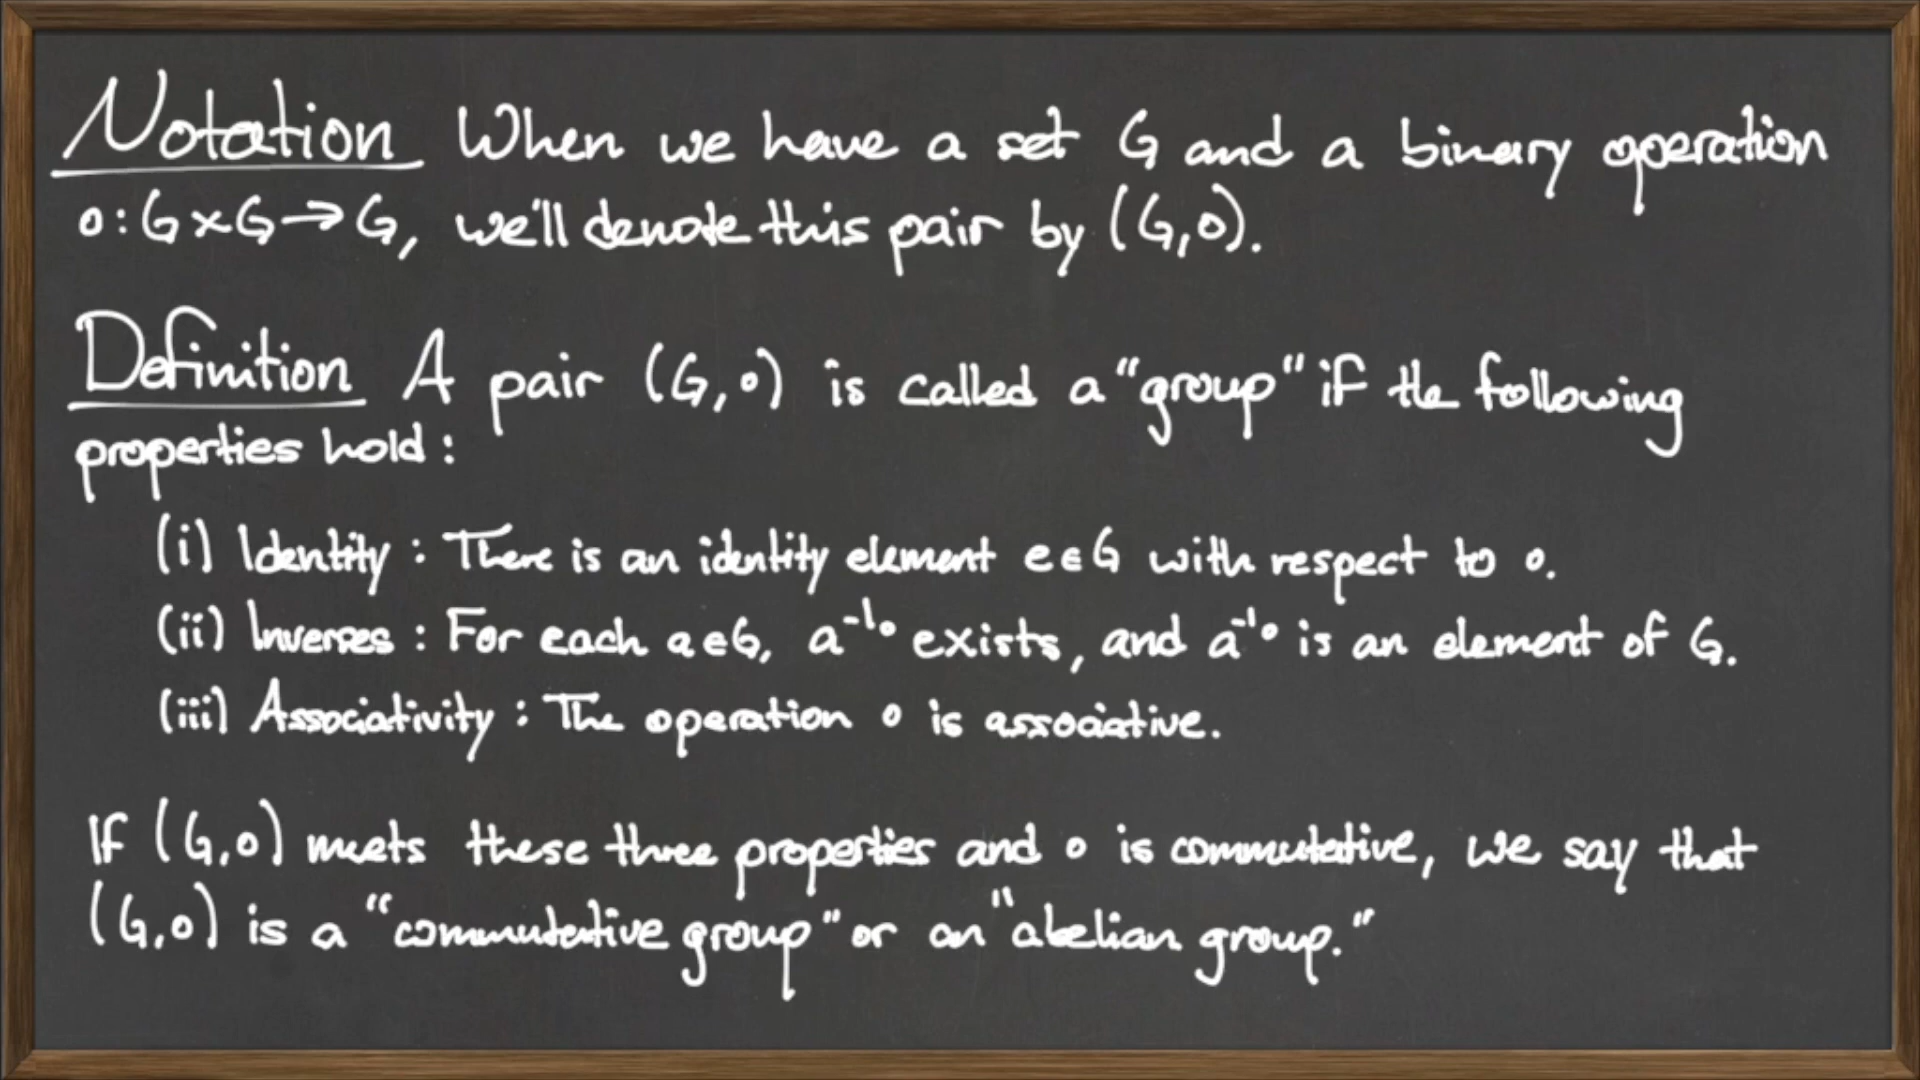 Notation When we have a set G and a binary operation
∘: G×G→G, we'll denote this pair by (G,∘).
Definition A pair (G,∘) is called a "group" if the following
properties hold:
(i) Identity: There is an identity element e∈G with respect to ∘.
(ii) Inverses: For each a∈G, a⁻¹∘ exists, and a⁻¹∘ is an element of G.
(iii) Associativity: The operation ∘ is associative.
If (G,∘) meets these three properties and ∘ is commutative, we say that
(G,∘) is a "commutative group" or an "abelian group."